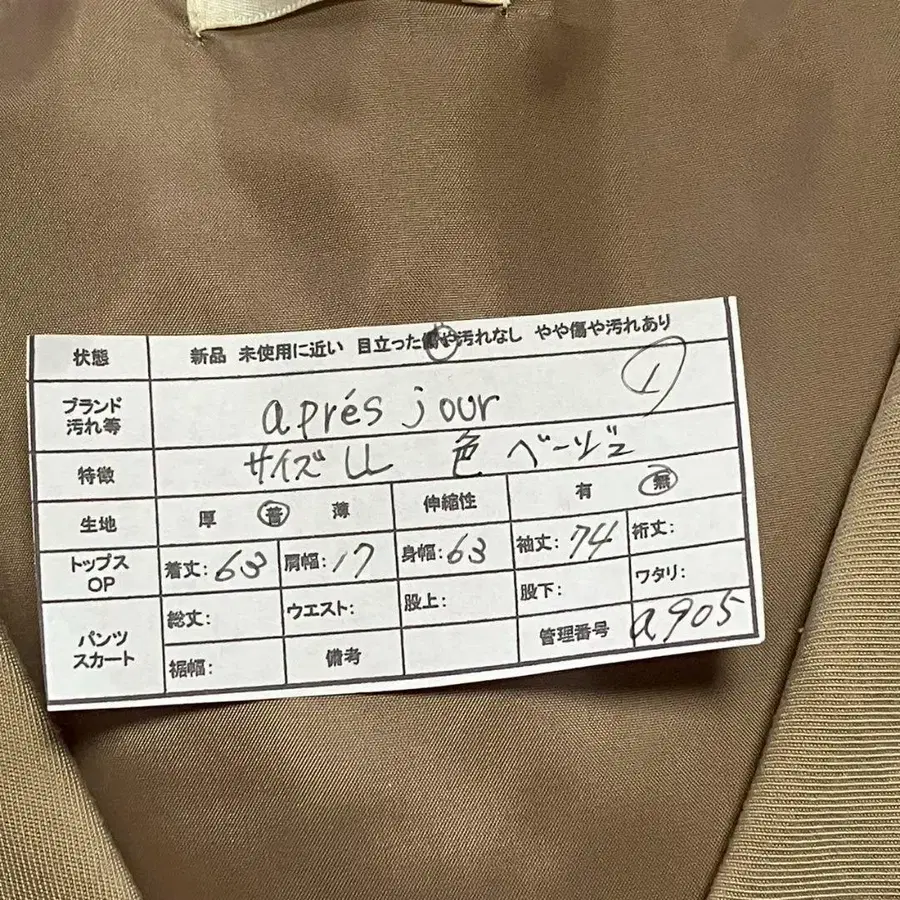 状態 新品 未使用に近い 目立った傷や汚れなし やや傷や汚れあり
ブランド
汚れ等 aprés jour ①
特徴 サイズ LL 色 ベージュ
生地 厚 普 薄 伸縮性 有 無
トップス
OP 着丈: 63 肩幅: 17 身幅: 63 袖丈: 74 裄丈:
パンツ
スカート 総丈: ウエスト: 股上: 股下: ワタリ:
裾幅: 備考 管理番号 a905